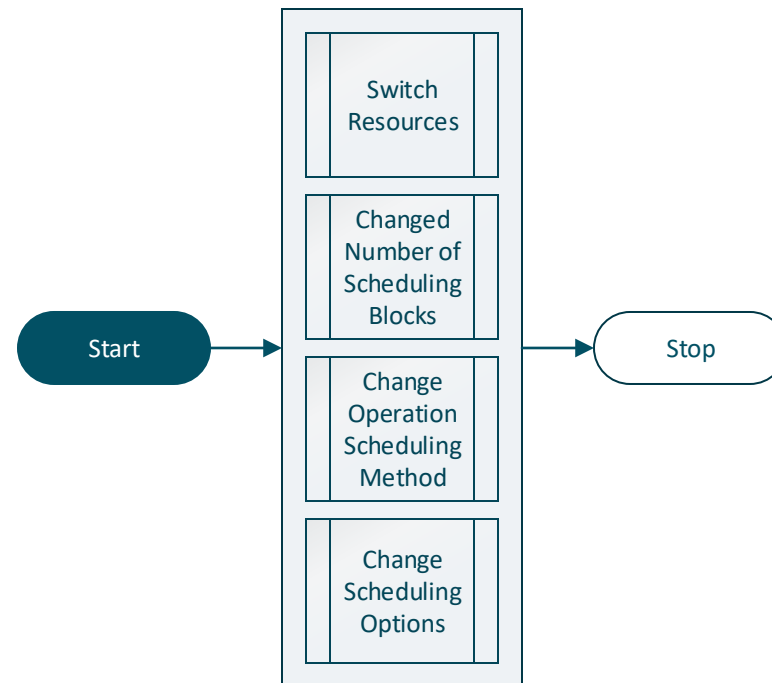 Switch
Resources
Changed
Number of
Scheduling
Blocks
Start
Stop
Change
Operation
Scheduling
Method
Change
Scheduling
Options